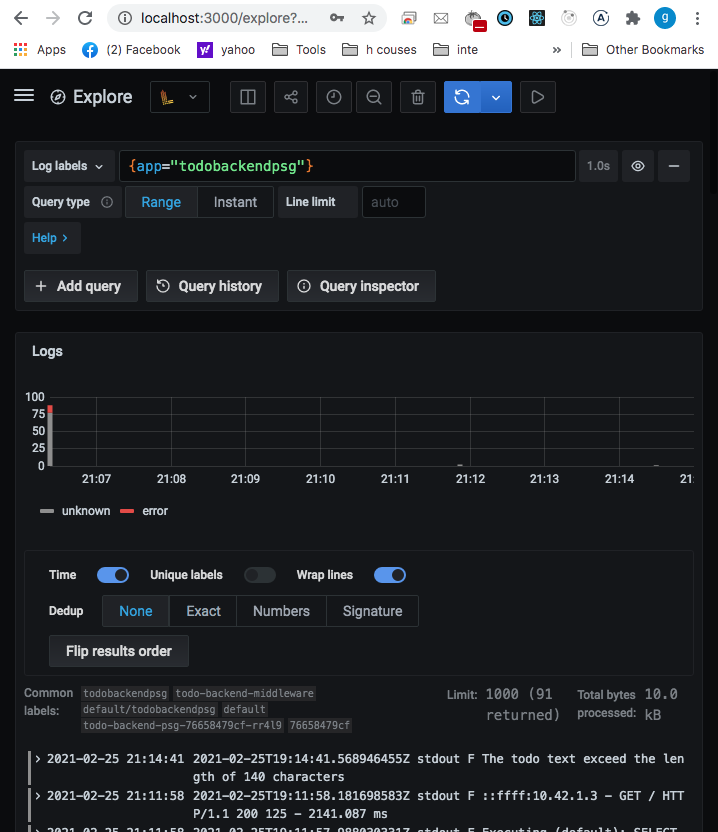 localhost:3000/explore?...
Apps (2) Facebook yahoo Tools h couses inte » Other Bookmarks
Explore
Log labels {app="todobackendpsg"} 1.0s
Query type Range Instant Line limit auto
Help >
+ Add query Query history Query inspector
Logs
100
75
50
25
0
21:07 21:08 21:09 21:10 21:11 21:12 21:13 21:14 21:
unknown error
Time Unique labels Wrap lines
Dedup None Exact Numbers Signature
Flip results order
Common labels: todobackendpsg todo-backend-middleware
default/todobackendpsg default
todo-backend-psg-76658479cf-rr4l9 76658479cf
Limit: 1000 (91 returned)
Total bytes processed: 10.0 kB
> 2021-02-25 21:14:41 2021-02-25T19:14:41.568946455Z stdout F The todo text exceed the len
gth of 140 characters
> 2021-02-25 21:11:58 2021-02-25T19:11:58.181698583Z stdout F ::ffff:10.42.1.3 - GET / HTT
P/1.1 200 125 - 2141.087 ms